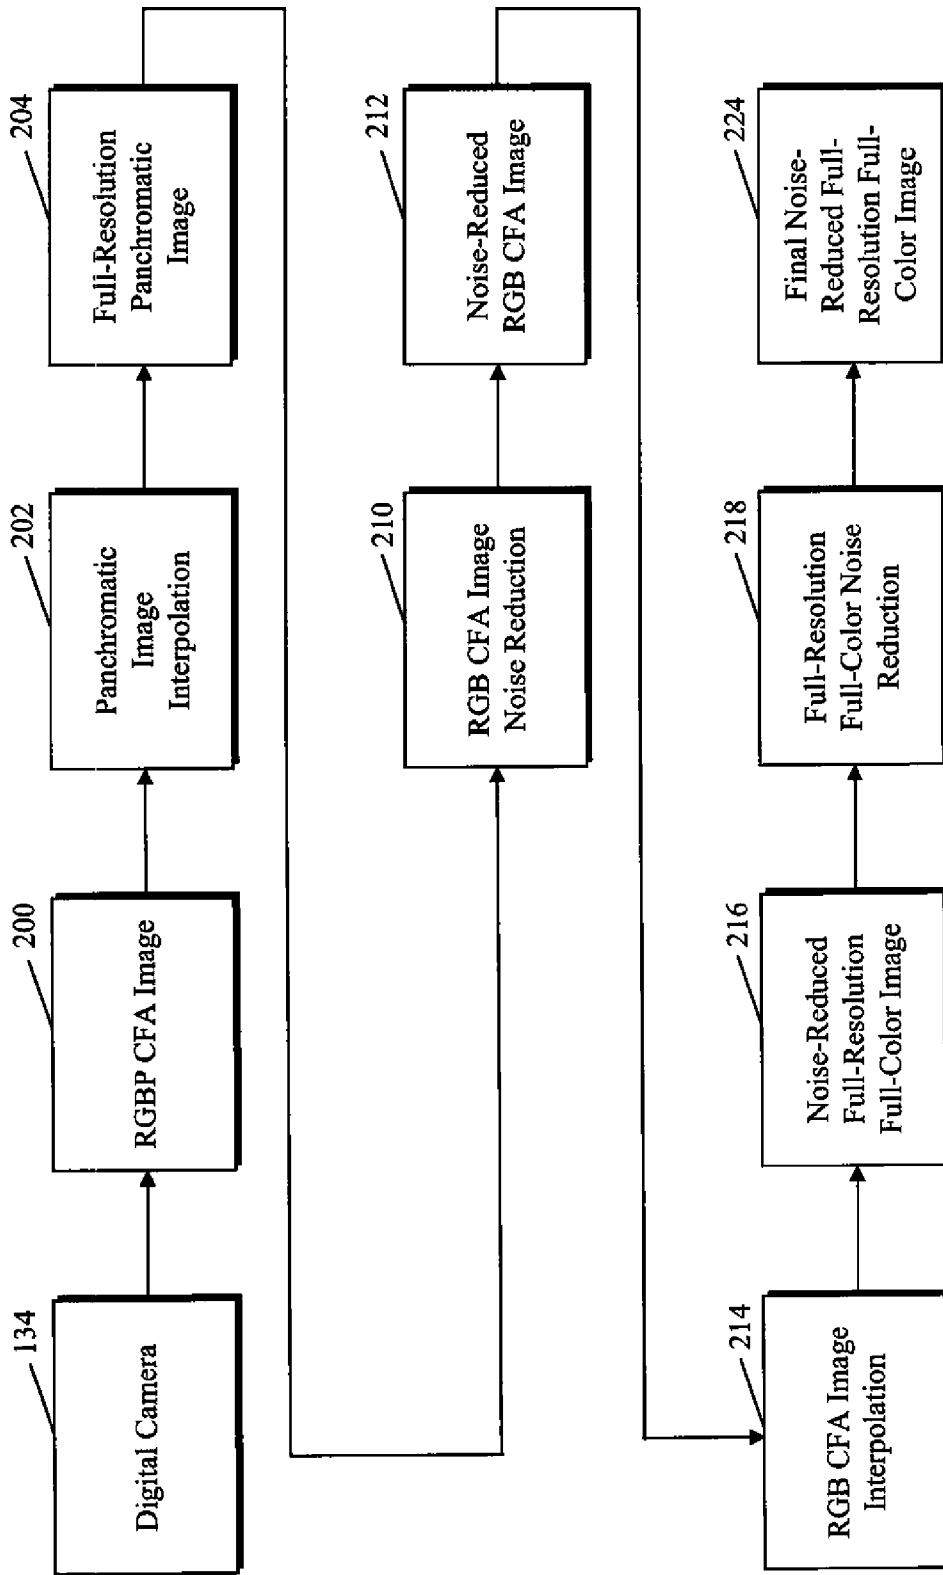 134
Digital Camera
200
RGBP CFA Image
202
Panchromatic
Image
Interpolation
204
Full-Resolution
Panchromatic
Image
210
RGB CFA Image
Noise Reduction
212
Noise-Reduced
RGB CFA Image
214
RGB CFA Image
Interpolation
216
Noise-Reduced
Full-Resolution
Full-Color Image
218
Full-Resolution
Full-Color Noise
Reduction
224
Final Noise-
Reduced Full-
Resolution Full-
Color Image